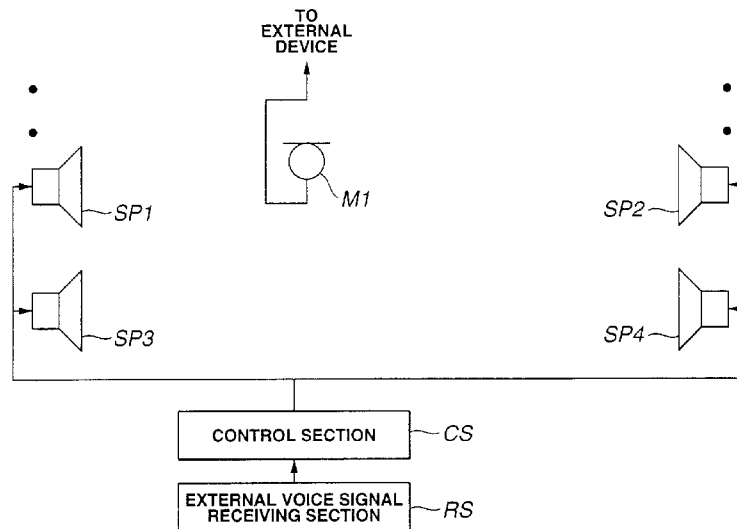 TO
EXTERNAL
DEVICE
M1
SP1
SP2
SP3
SP4
CONTROL SECTION
CS
EXTERNAL VOICE SIGNAL
RECEIVING SECTION
RS